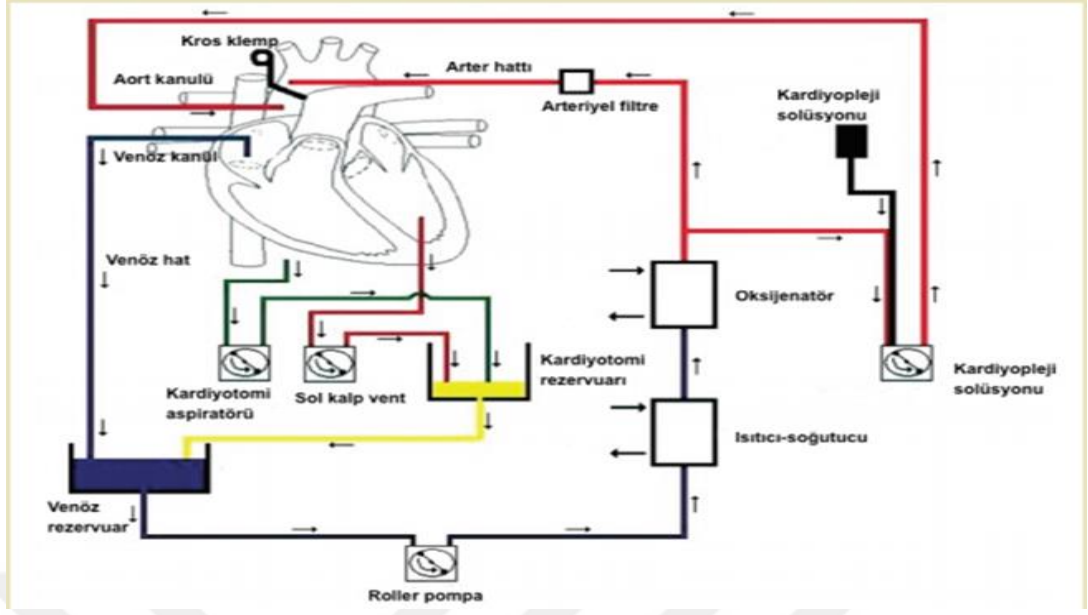 Kros klemp
Aort kanulü
Arter hattı
Arteriyel filtre
Kardiyopleji
solüsyonu
Venöz kanül
Venöz hat
Oksijenatör
Kardiyotomi
rezervuarı
Kardiyopleji
solüsyonu
Kardiyotomi
aspiratörü
Sol kalp vent
Isıtıcı-soğutucu
Venöz
rezervuar
Roller pompa